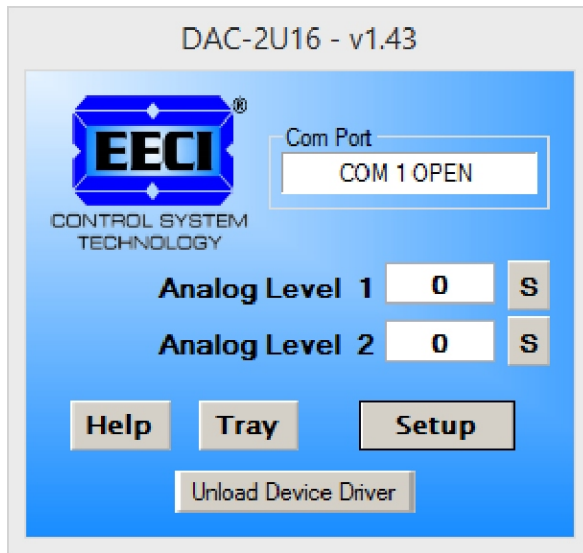 DAC-2U16 - v1.43
EECI®
CONTROL SYSTEM
TECHNOLOGY
Com Port
COM 1 OPEN
Analog Level 1 0 S
Analog Level 2 0 S
Help Tray Setup
Unload Device Driver